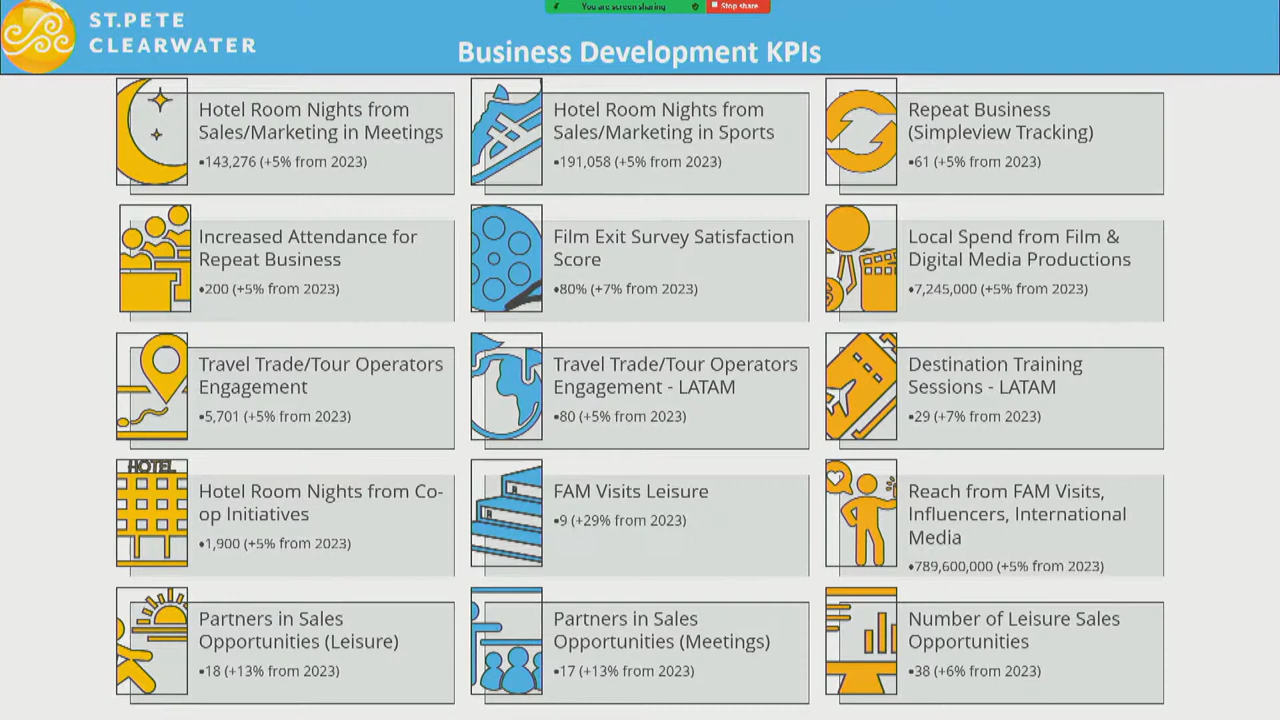 You are screen sharing
Stop share
ST.PETE
CLEARWATER
Business Development KPIs
Hotel Room Nights from
Sales/Marketing in Meetings
▪143,276 (+5% from 2023)
Hotel Room Nights from
Sales/Marketing in Sports
▪191,058 (+5% from 2023)
Repeat Business
(Simpleview Tracking)
▪61 (+5% from 2023)
Increased Attendance for
Repeat Business
▪200 (+5% from 2023)
Film Exit Survey Satisfaction
Score
▪80% (+7% from 2023)
Local Spend from Film &
Digital Media Productions
▪7,245,000 (+5% from 2023)
Travel Trade/Tour Operators
Engagement
▪5,701 (+5% from 2023)
Travel Trade/Tour Operators
Engagement - LATAM
▪80 (+5% from 2023)
Destination Training
Sessions - LATAM
▪29 (+7% from 2023)
HOTEL
Hotel Room Nights from Co-
op Initiatives
▪1,900 (+5% from 2023)
FAM Visits Leisure
▪9 (+29% from 2023)
Reach from FAM Visits,
Influencers, International
Media
▪789,600,000 (+5% from 2023)
Partners in Sales
Opportunities (Leisure)
▪18 (+13% from 2023)
Partners in Sales
Opportunities (Meetings)
▪17 (+13% from 2023)
Number of Leisure Sales
Opportunities
▪38 (+6% from 2023)